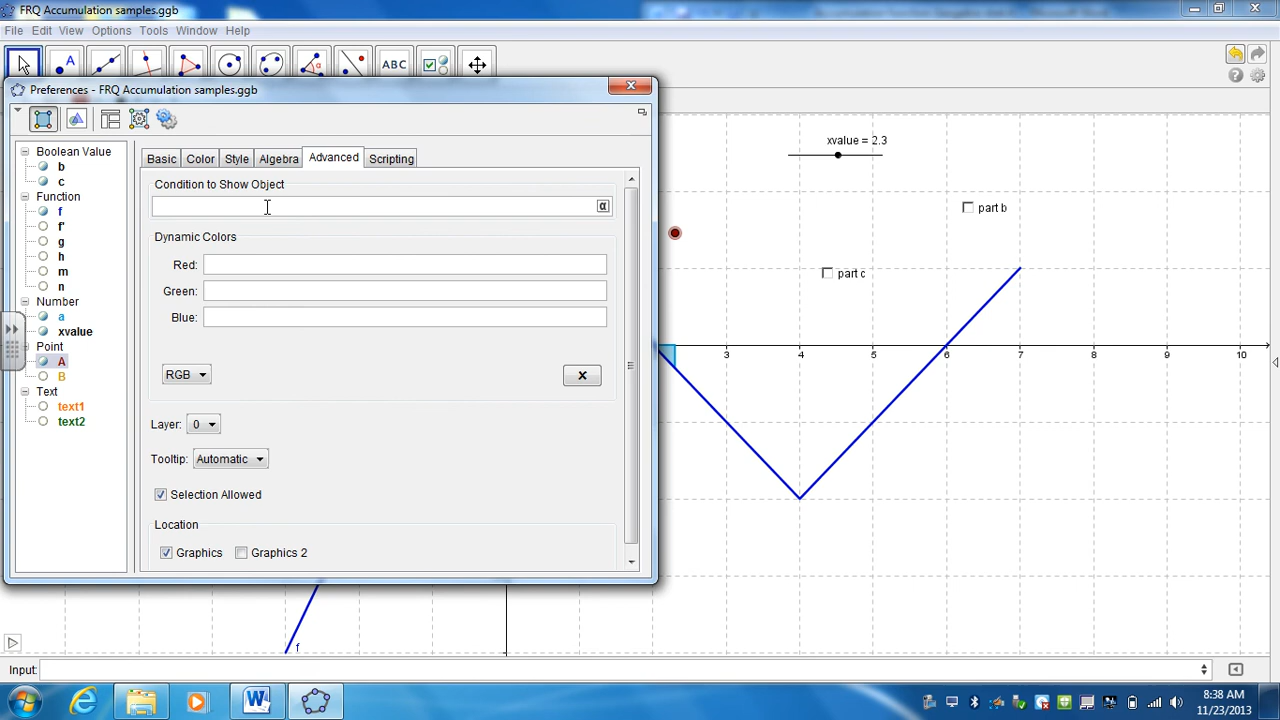 FRQ Accumulation samples.ggb
File Edit View Options Tools Window Help
A
ABC
Preferences - FRQ Accumulation samples.ggb
Basic Color Style Algebra Advanced Scripting
Boolean Value
b
c
Function
f
f'
g
h
m
n
Number
a
xvalue
Point
A
B
Text
text1
text2
Condition to Show Object
α
Dynamic Colors
Red:
Green:
Blue:
RGB
x
Layer: 0
Tooltip: Automatic
Selection Allowed
Location
Graphics Graphics 2
xvalue = 2.3
part b
part c
3 4 5 6 7 8 9 10
f
Input:
8:38 AM
11/23/2013